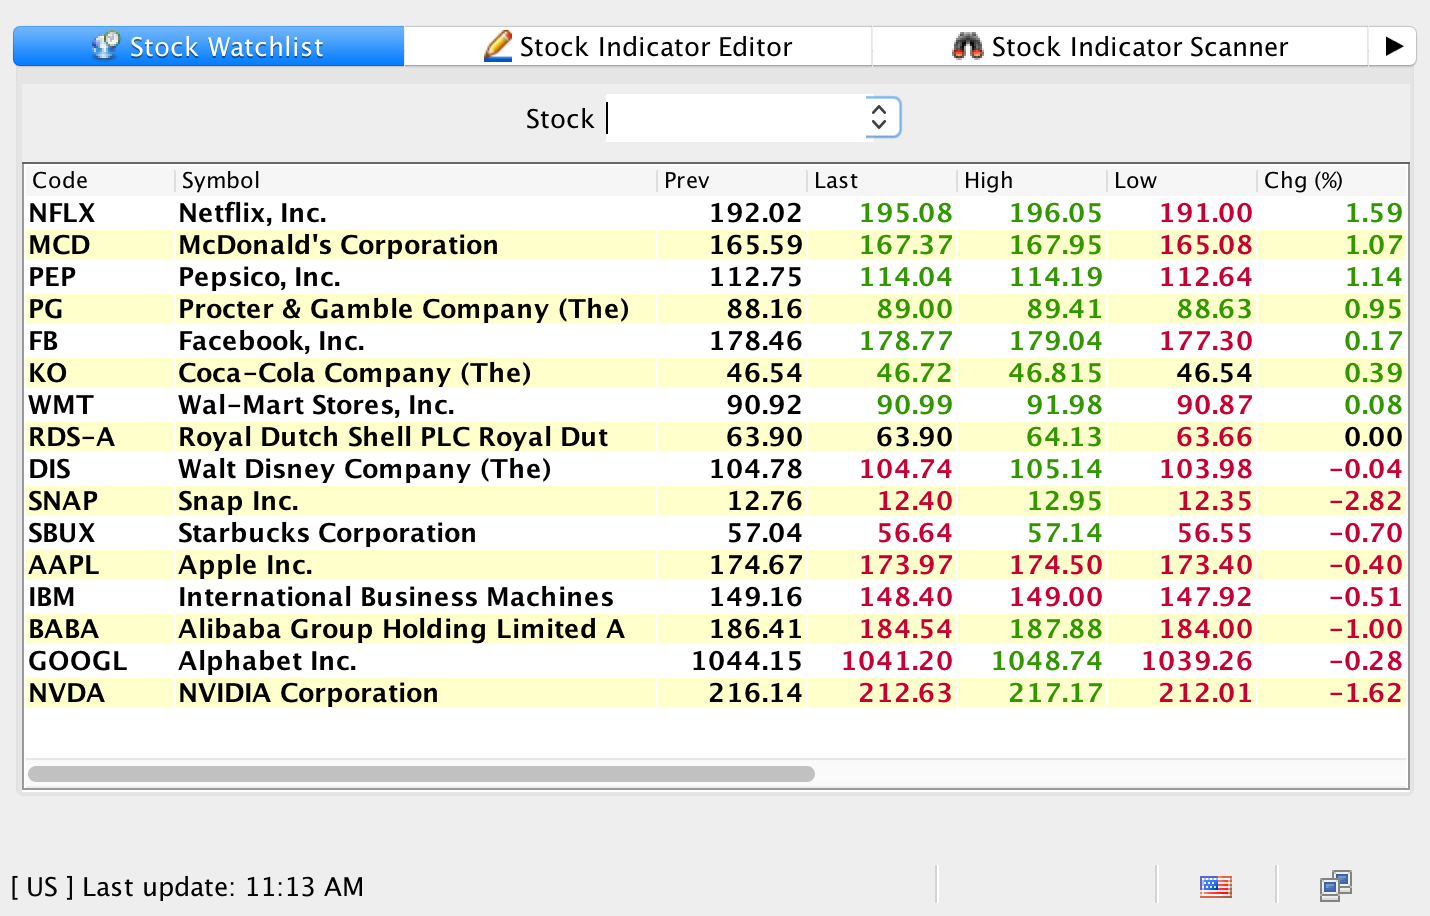 Stock Watchlist Stock Indicator Editor Stock Indicator Scanner
Stock
Code Symbol Prev Last High Low Chg (%)
NFLX Netflix, Inc. 192.02 195.08 196.05 191.00 1.59
MCD McDonald's Corporation 165.59 167.37 167.95 165.08 1.07
PEP Pepsico, Inc. 112.75 114.04 114.19 112.64 1.14
PG Procter & Gamble Company (The) 88.16 89.00 89.41 88.63 0.95
FB Facebook, Inc. 178.46 178.77 179.04 177.30 0.17
KO Coca-Cola Company (The) 46.54 46.72 46.815 46.54 0.39
WMT Wal-Mart Stores, Inc. 90.92 90.99 91.98 90.87 0.08
RDS-A Royal Dutch Shell PLC Royal Dut 63.90 63.90 64.13 63.66 0.00
DIS Walt Disney Company (The) 104.78 104.74 105.14 103.98 -0.04
SNAP Snap Inc. 12.76 12.40 12.95 12.35 -2.82
SBUX Starbucks Corporation 57.04 56.64 57.14 56.55 -0.70
AAPL Apple Inc. 174.67 173.97 174.50 173.40 -0.40
IBM International Business Machines 149.16 148.40 149.00 147.92 -0.51
BABA Alibaba Group Holding Limited A 186.41 184.54 187.88 184.00 -1.00
GOOGL Alphabet Inc. 1044.15 1041.20 1048.74 1039.26 -0.28
NVDA NVIDIA Corporation 216.14 212.63 217.17 212.01 -1.62
[ US ] Last update: 11:13 AM